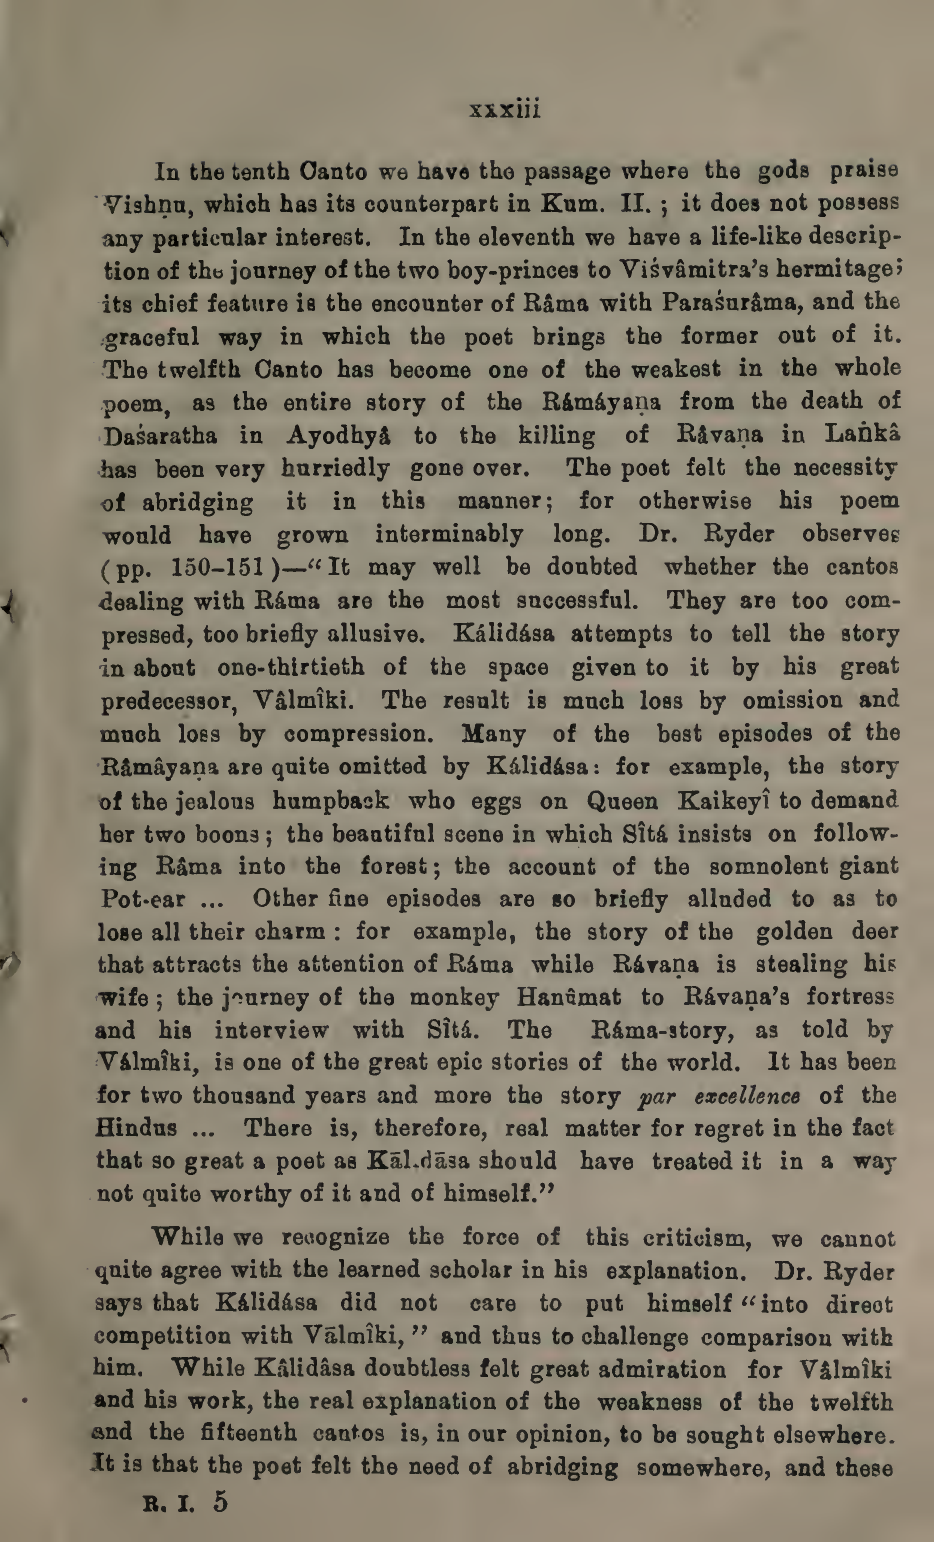 xxxiii
In the tenth Canto we have the passage where the gods praise
Vishṇu, which has its counterpart in Kum. II. ; it does not possess
any particular interest. In the eleventh we have a life-like descrip-
tion of the journey of the two boy-princes to Viśvâmitra's hermitage;
its chief feature is the encounter of Râma with Paraśurâma, and the
graceful way in which the poet brings the former out of it.
The twelfth Canto has become one of the weakest in the whole
poem, as the entire story of the Rámáyaṇa from the death of
Daśaratha in Ayodhyâ to the killing of Râvaṇa in Laṅkâ
has been very hurriedly gone over. The poet felt the necessity
of abridging it in this manner; for otherwise his poem
would have grown interminably long. Dr. Ryder observes
( pp. 150–151 )—“ It may well be doubted whether the cantos
dealing with Ráma are the most successful. They are too com-
pressed, too briefly allusive. Kálidása attempts to tell the story
in about one-thirtieth of the space given to it by his great
predecessor, Vâlmîki. The result is much loss by omission and
much loss by compression. Many of the best episodes of the
Râmâyaṇa are quite omitted by Kálidása: for example, the story
of the jealous humpback who eggs on Queen Kaikeyî to demand
her two boons ; the beautiful scene in which Sîtá insists on follow-
ing Râma into the forest; the account of the somnolent giant
Pot-ear ... Other fine episodes are so briefly alluded to as to
lose all their charm : for example, the story of the golden deer
that attracts the attention of Ráma while Rávaṇa is stealing his
wife ; the journey of the monkey Hanûmat to Rávaṇa's fortress
and his interview with Sîtá. The Ráma-story, as told by
Válmîki, is one of the great epic stories of the world. It has been
for two thousand years and more the story par excellence of the
Hindus ... There is, therefore, real matter for regret in the fact
that so great a poet as Kālidāsa should have treated it in a way
not quite worthy of it and of himself.”
While we recognize the force of this criticism, we cannot
quite agree with the learned scholar in his explanation. Dr. Ryder
says that Kálidása did not care to put himself “into direct
competition with Vālmîki, ” and thus to challenge comparison with
him. While Kâlidâsa doubtless felt great admiration for Vâlmîki
and his work, the real explanation of the weakness of the twelfth
and the fifteenth cantos is, in our opinion, to be sought elsewhere.
It is that the poet felt the need of abridging somewhere, and these
R. I. 5